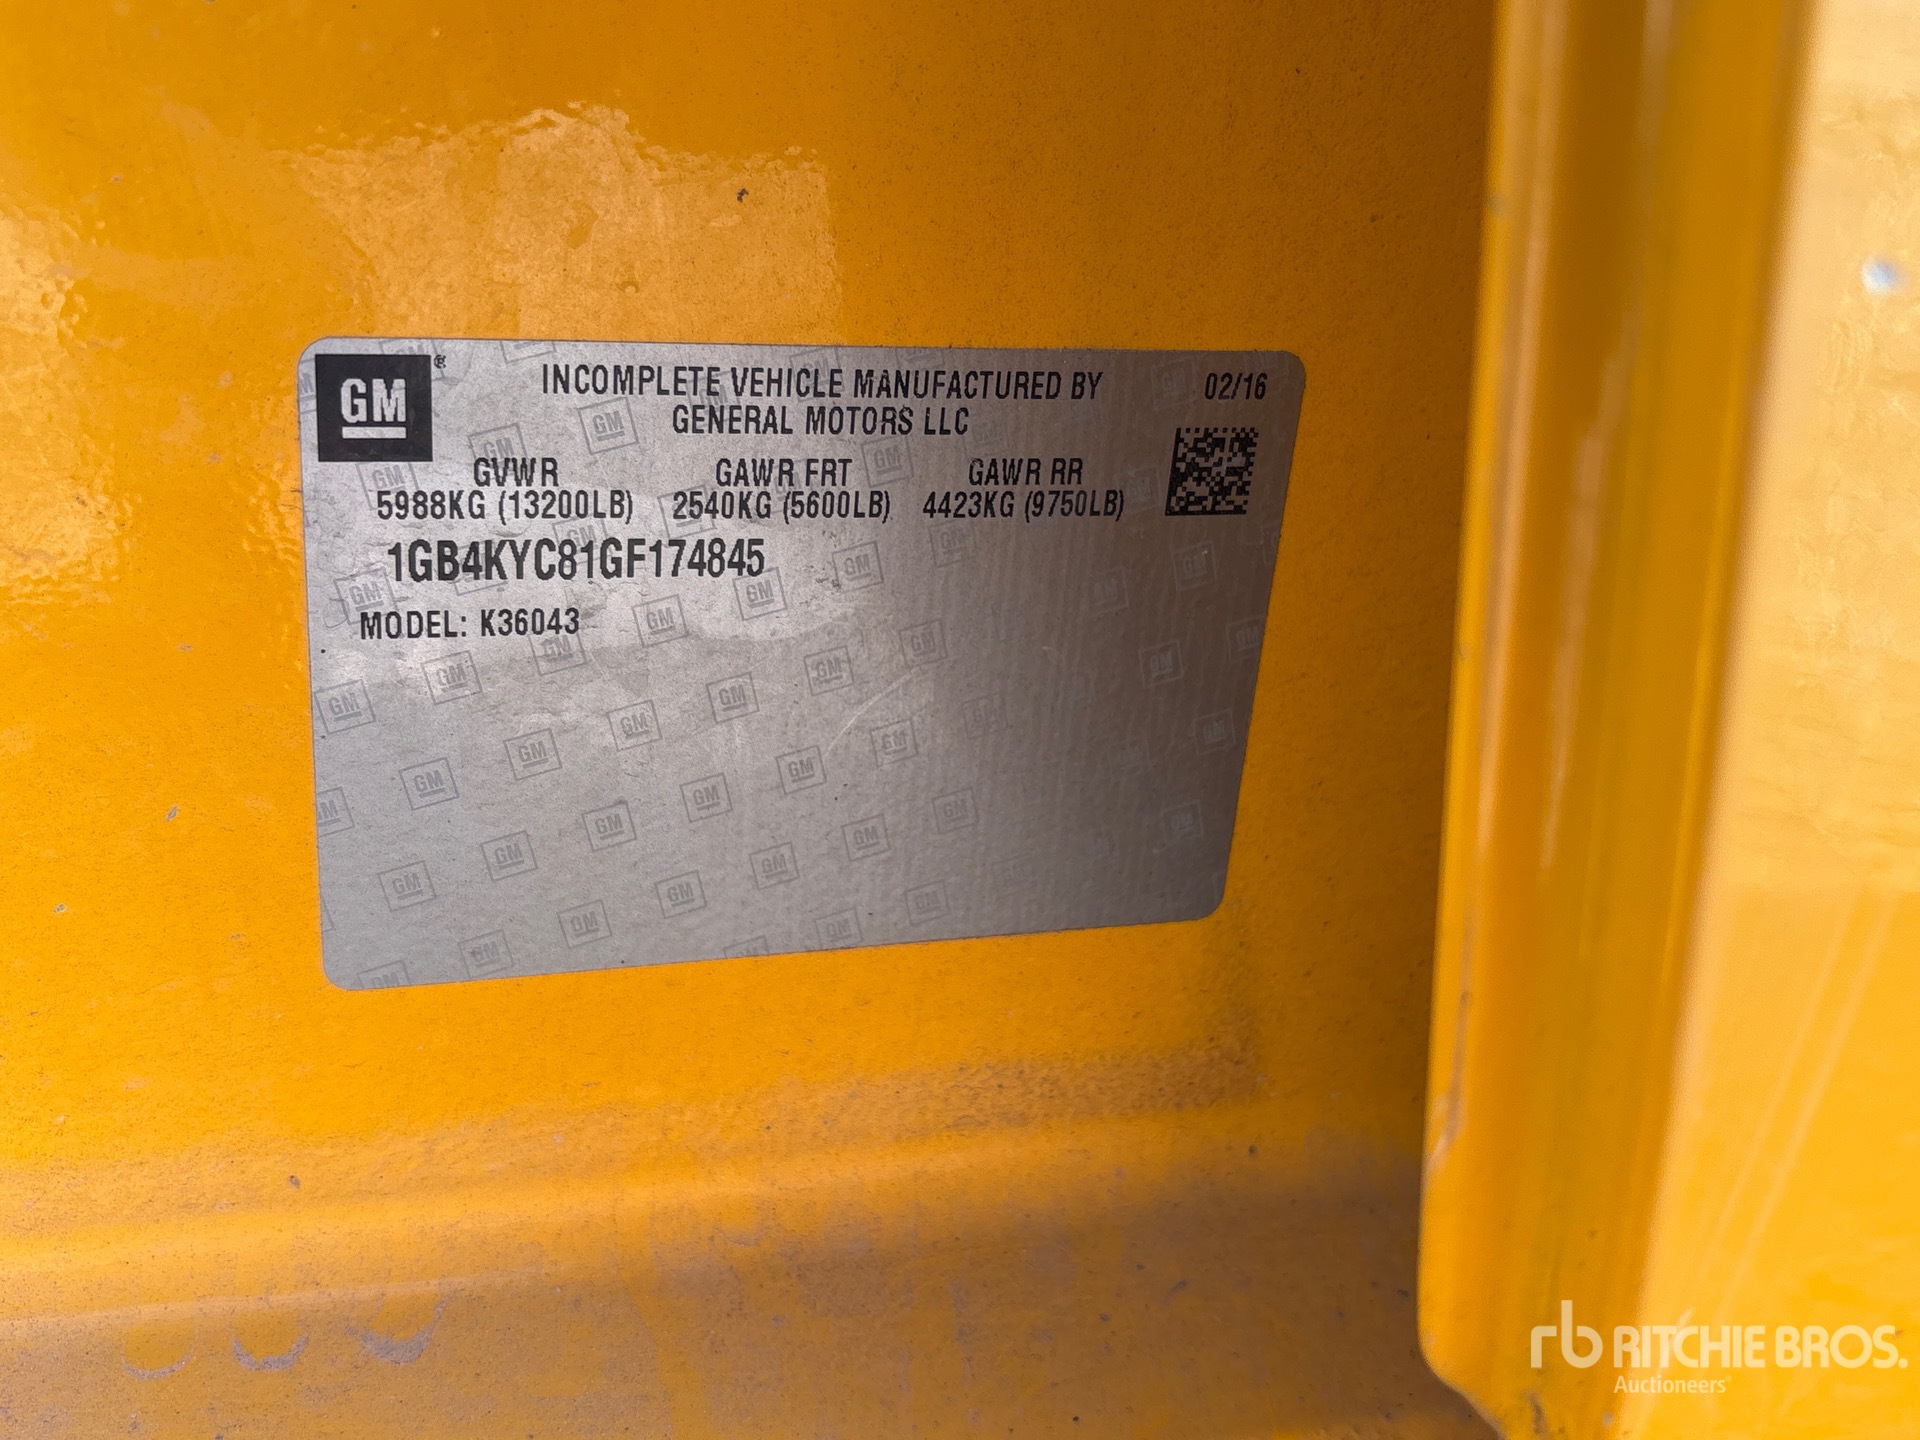 GM®
INCOMPLETE VEHICLE MANUFACTURED BY
GENERAL MOTORS LLC
02/16
GVWR GAWR FRT GAWR RR
5988KG (13200LB) 2540KG (5600LB) 4423KG (9750LB)
1GB4KYC81GF174845
MODEL: K36043
rb RITCHIE BROS.
Auctioneers